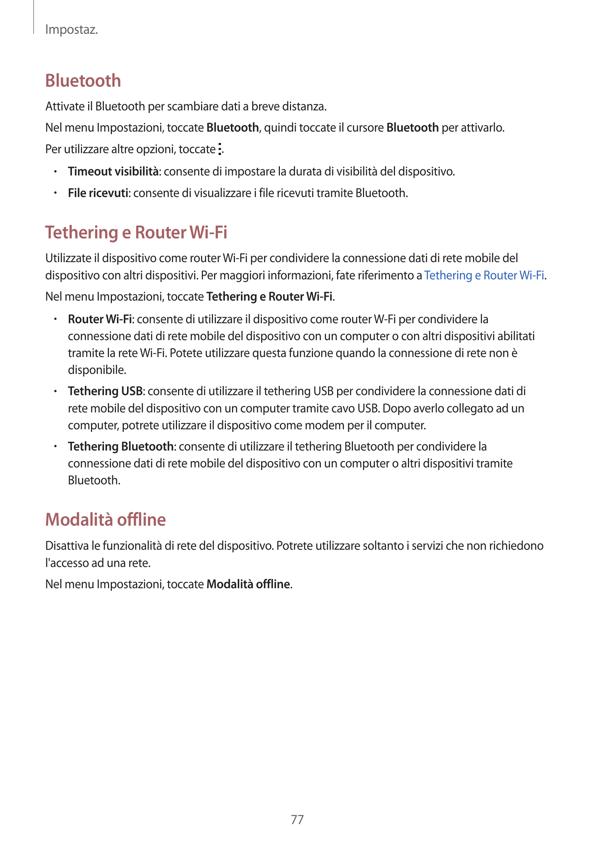 Impostaz.
Bluetooth
Attivate il Bluetooth per scambiare dati a breve distanza.
Nel menu Impostazioni, toccate Bluetooth, quindi toccate il cursore Bluetooth per attivarlo.
Per utilizzare altre opzioni, toccate .
• Timeout visibilità: consente di impostare la durata di visibilità del dispositivo.
• File ricevuti: consente di visualizzare i file ricevuti tramite Bluetooth.
Tethering e Router Wi-Fi
Utilizzate il dispositivo come router Wi-Fi per condividere la connessione dati di rete mobile del
dispositivo con altri dispositivi. Per maggiori informazioni, fate riferimento a Tethering e Router Wi-Fi.
Nel menu Impostazioni, toccate Tethering e Router Wi-Fi.
• Router Wi-Fi: consente di utilizzare il dispositivo come router W-Fi per condividere la
connessione dati di rete mobile del dispositivo con un computer o con altri dispositivi abilitati
tramite la rete Wi-Fi. Potete utilizzare questa funzione quando la connessione di rete non è
disponibile.
• Tethering USB: consente di utilizzare il tethering USB per condividere la connessione dati di
rete mobile del dispositivo con un computer tramite cavo USB. Dopo averlo collegato ad un
computer, potrete utilizzare il dispositivo come modem per il computer.
• Tethering Bluetooth: consente di utilizzare il tethering Bluetooth per condividere la
connessione dati di rete mobile del dispositivo con un computer o altri dispositivi tramite
Bluetooth.
Modalità offline
Disattiva le funzionalità di rete del dispositivo. Potrete utilizzare soltanto i servizi che non richiedono
l'accesso ad una rete.
Nel menu Impostazioni, toccate Modalità offline.
77